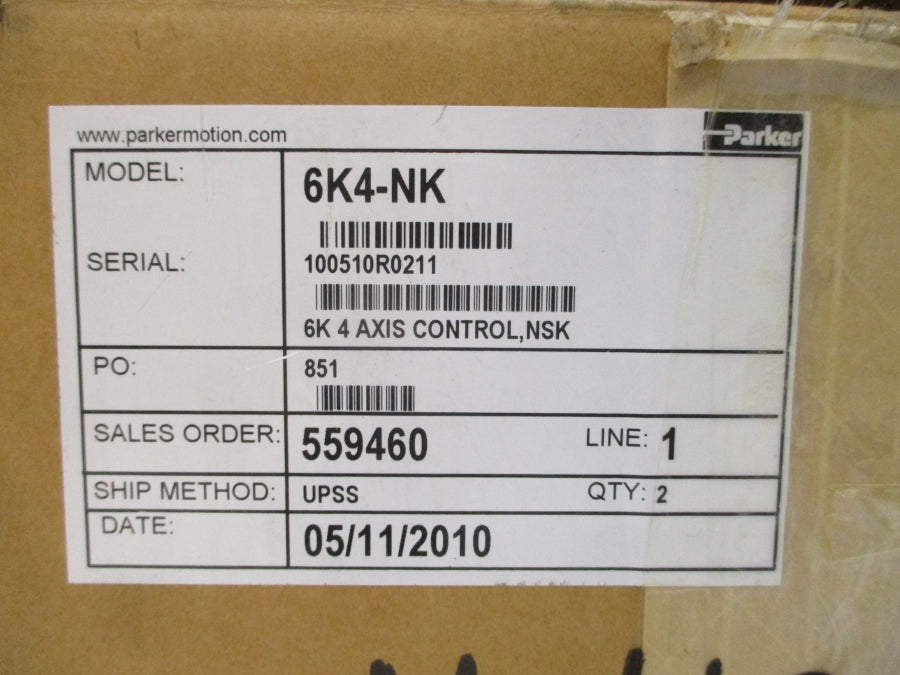 www.parkermotion.com
Parker
MODEL: 6K4-NK
SERIAL: 100510R0211
6K 4 AXIS CONTROL,NSK
PO: 851
SALES ORDER: 559460 LINE: 1
SHIP METHOD: UPSS QTY: 2
DATE: 05/11/2010